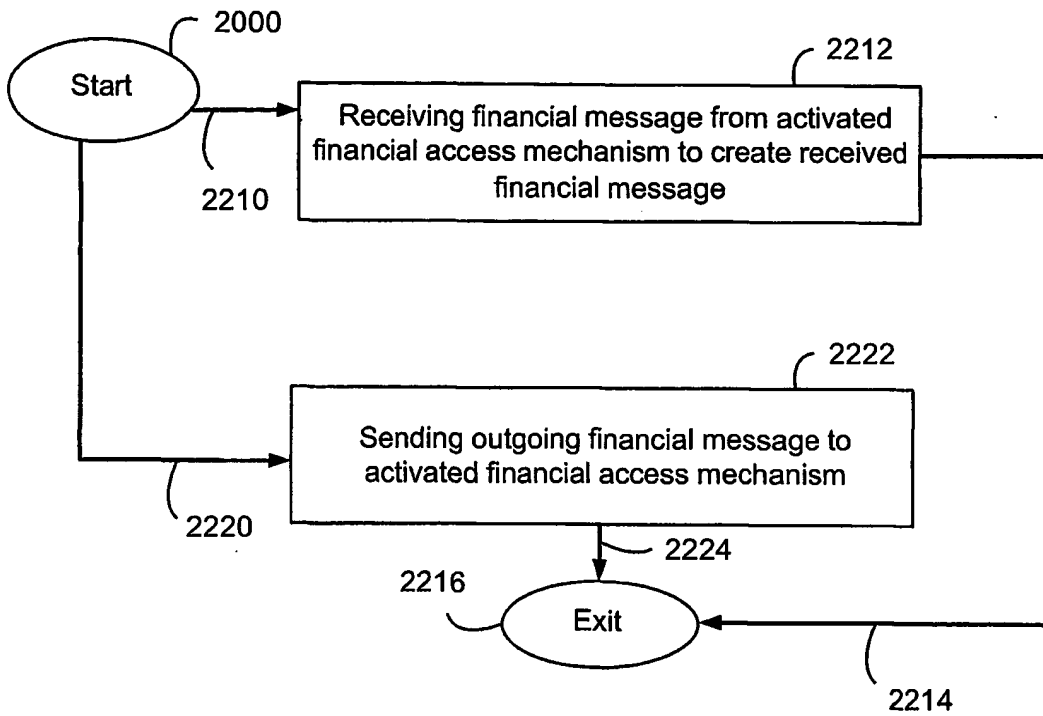 2000
Start
2212
Receiving financial message from activated
financial access mechanism to create received
financial message
2210
2222
Sending outgoing financial message to
activated financial access mechanism
2220
2224
2216
Exit
2214